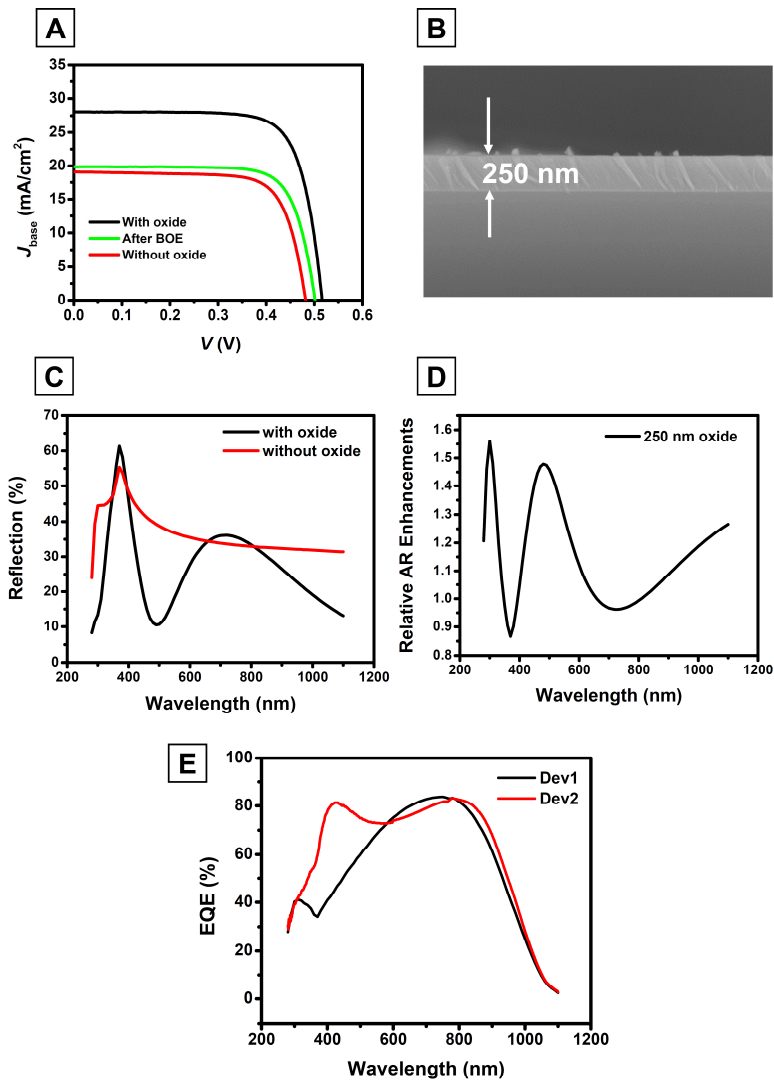 A
35
30
25
20
15
10
5
0
J_base (mA/cm²)
With oxide
After BOE
Without oxide
0.0 0.1 0.2 0.3 0.4 0.5 0.6
V (V)
B
250 nm
C
70
60
50
40
30
20
10
0
Reflection (%)
with oxide
without oxide
200 400 600 800 1000 1200
Wavelength (nm)
D
1.6
1.5
1.4
1.3
1.2
1.1
1.0
0.9
0.8
Relative AR Enhancements
250 nm oxide
200 400 600 800 1000 1200
Wavelength (nm)
E
100
80
60
40
20
0
EQE (%)
Dev1
Dev2
200 400 600 800 1000 1200
Wavelength (nm)